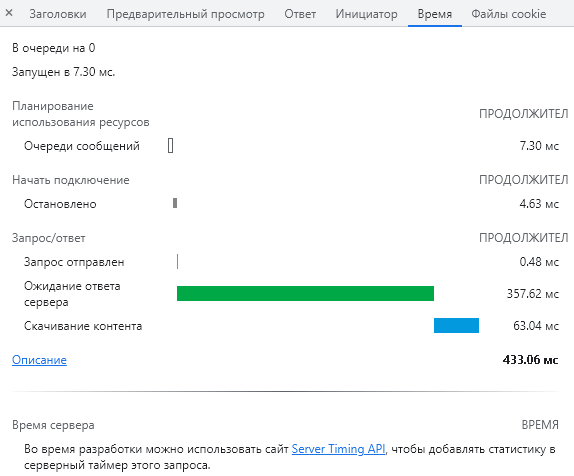 × Заголовки Предварительный просмотр Ответ Инициатор Время Файлы cookie
В очереди на 0
Запущен в 7.30 мс.
Планирование
использования ресурсов ПРОДОЛЖИТЕЛ
Очереди сообщений 7.30 мс
Начать подключение ПРОДОЛЖИТЕЛ
Остановлено 4.63 мс
Запрос/ответ ПРОДОЛЖИТЕЛ
Запрос отправлен 0.48 мс
Ожидание ответа
сервера 357.62 мс
Скачивание контента 63.04 мс
Описание 433.06 мс
Время сервера ВРЕМЯ
Во время разработки можно использовать сайт Server Timing API, чтобы добавлять статистику в
серверный таймер этого запроса.